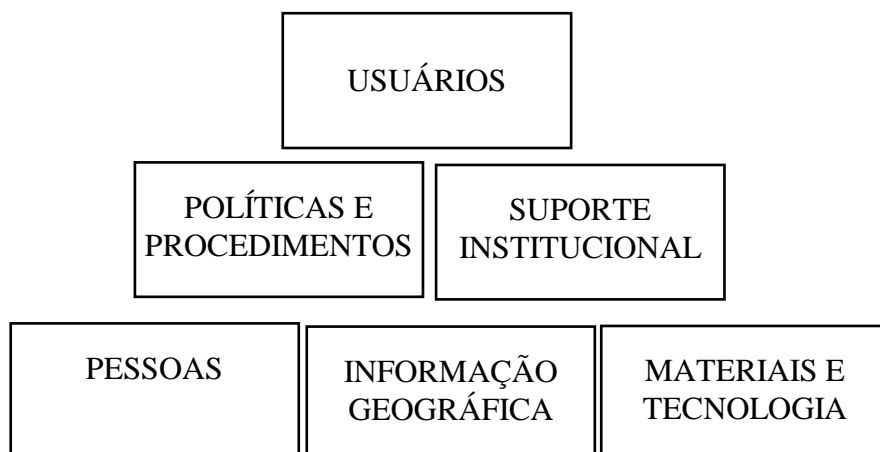 USUÁRIOS
POLÍTICAS E
PROCEDIMENTOS
SUPORTE
INSTITUCIONAL
PESSOAS
INFORMAÇÃO
GEOGRÁFICA
MATERIAIS E
TECNOLOGIA